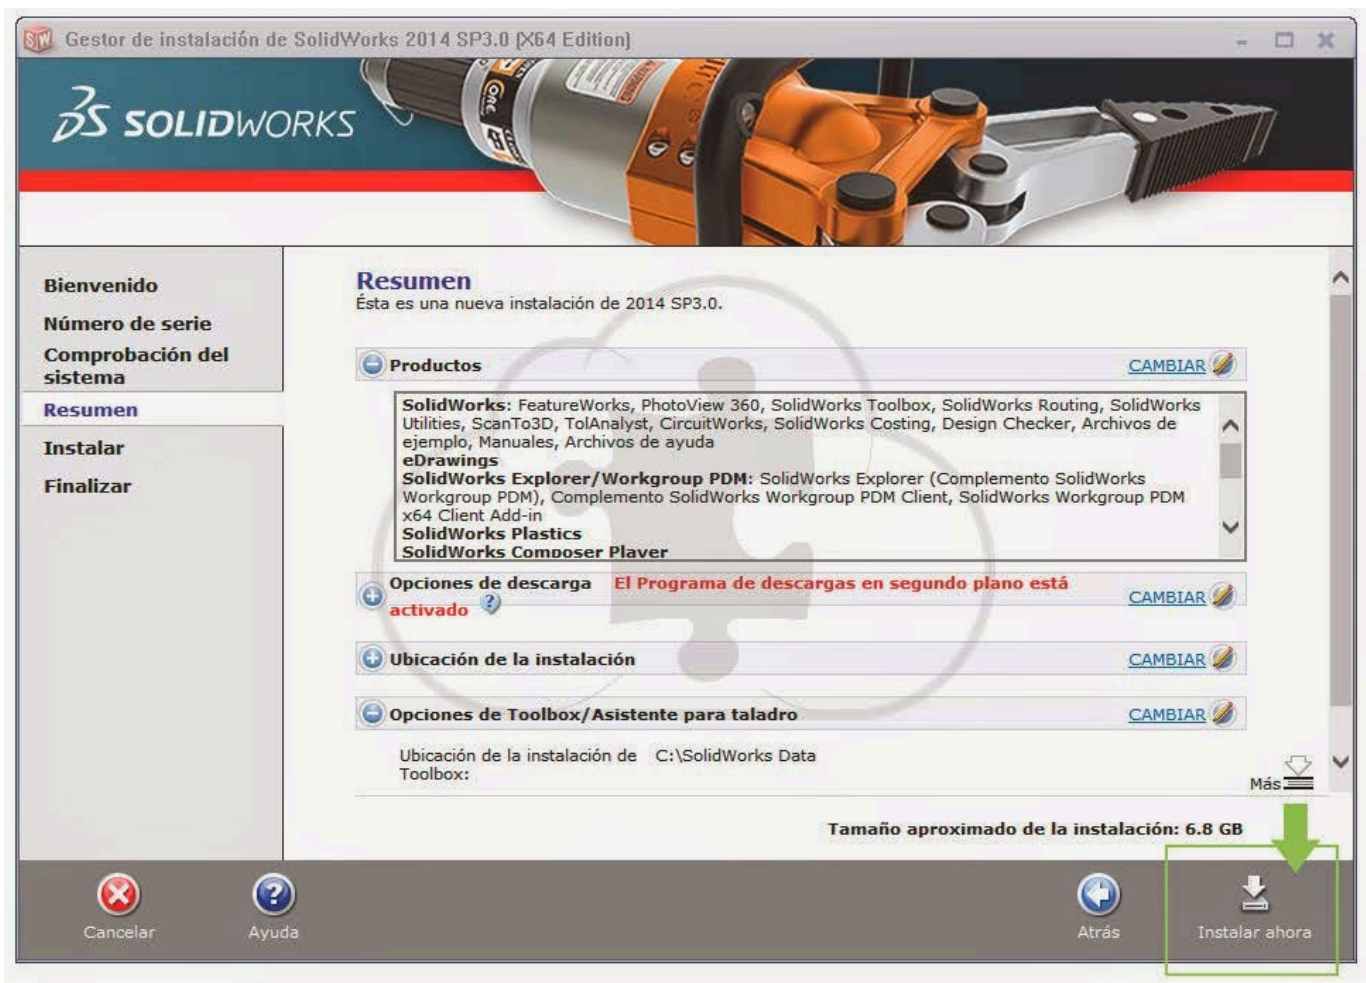 Gestor de instalación de SolidWorks 2014 SP3.0 [X64 Edition]
3S SOLIDWORKS
CORE
Bienvenido
Número de serie
Comprobación del
sistema
Resumen
Instalar
Finalizar
Resumen
Ésta es una nueva instalación de 2014 SP3.0.
Productos CAMBIAR
SolidWorks: FeatureWorks, PhotoView 360, SolidWorks Toolbox, SolidWorks Routing, SolidWorks
Utilities, ScanTo3D, TolAnalyst, CircuitWorks, SolidWorks Costing, Design Checker, Archivos de
ejemplo, Manuales, Archivos de ayuda
eDrawings
SolidWorks Explorer/Workgroup PDM: SolidWorks Explorer (Complemento SolidWorks
Workgroup PDM), Complemento SolidWorks Workgroup PDM Client, SolidWorks Workgroup PDM
x64 Client Add-in
SolidWorks Plastics
SolidWorks Composer Player
Opciones de descarga El Programa de descargas en segundo plano está
activado ? CAMBIAR
Ubicación de la instalación CAMBIAR
Opciones de Toolbox/Asistente para taladro CAMBIAR
Ubicación de la instalación de C:\SolidWorks Data
Toolbox:
Más
Tamaño aproximado de la instalación: 6.8 GB
Cancelar
Ayuda
Atrás
Instalar ahora